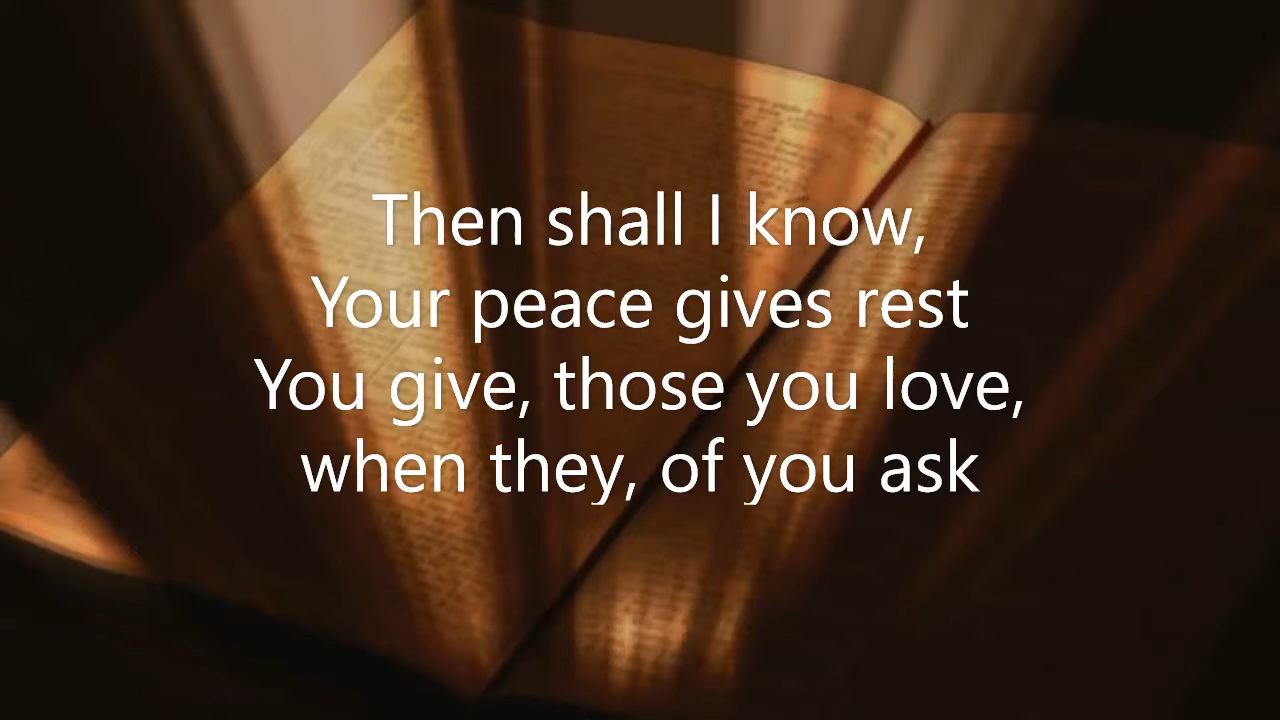 Then shall I know,
Your peace gives rest
You give, those you love,
when they, of you ask